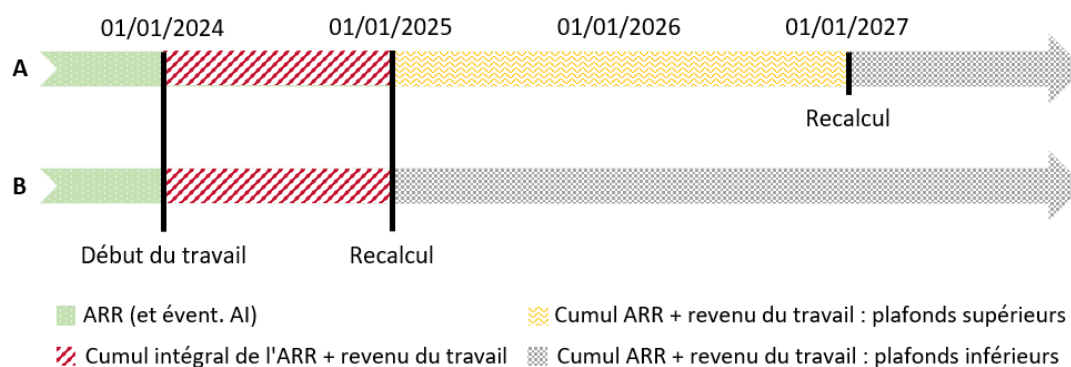 01/01/2024 01/01/2025 01/01/2026 01/01/2027
A
Recalcul
B
Début du travail Recalcul
ARR (et évent. AI) Cumul ARR + revenu du travail : plafonds supérieurs
Cumul intégral de l'ARR + revenu du travail Cumul ARR + revenu du travail : plafonds inférieurs